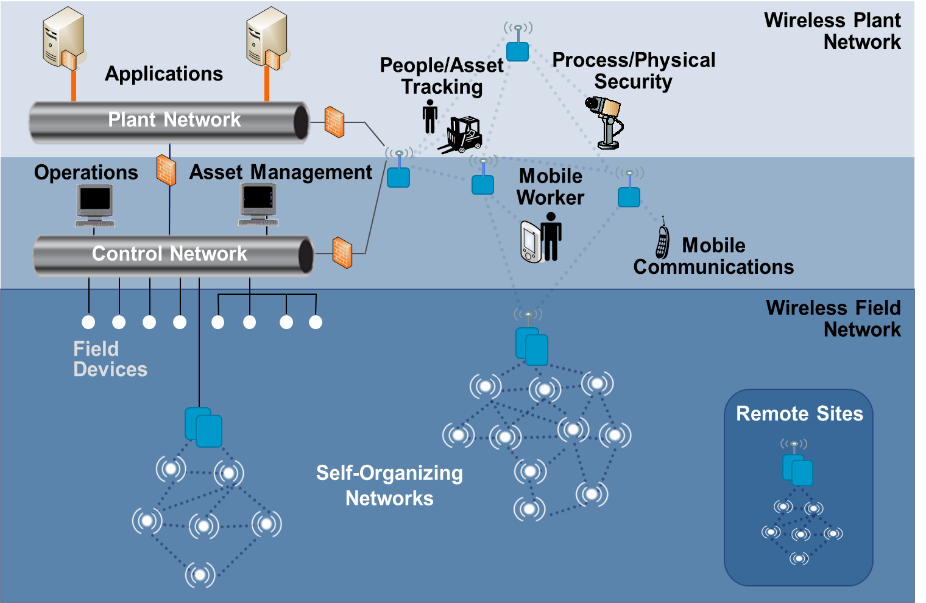 Wireless Plant
Network
People/Asset
Tracking
Process/Physical
Security
Applications
Plant Network
Operations
Asset Management
Mobile
Worker
Control Network
Mobile
Communications
Wireless Field
Network
Field
Devices
Remote Sites
Self-Organizing
Networks